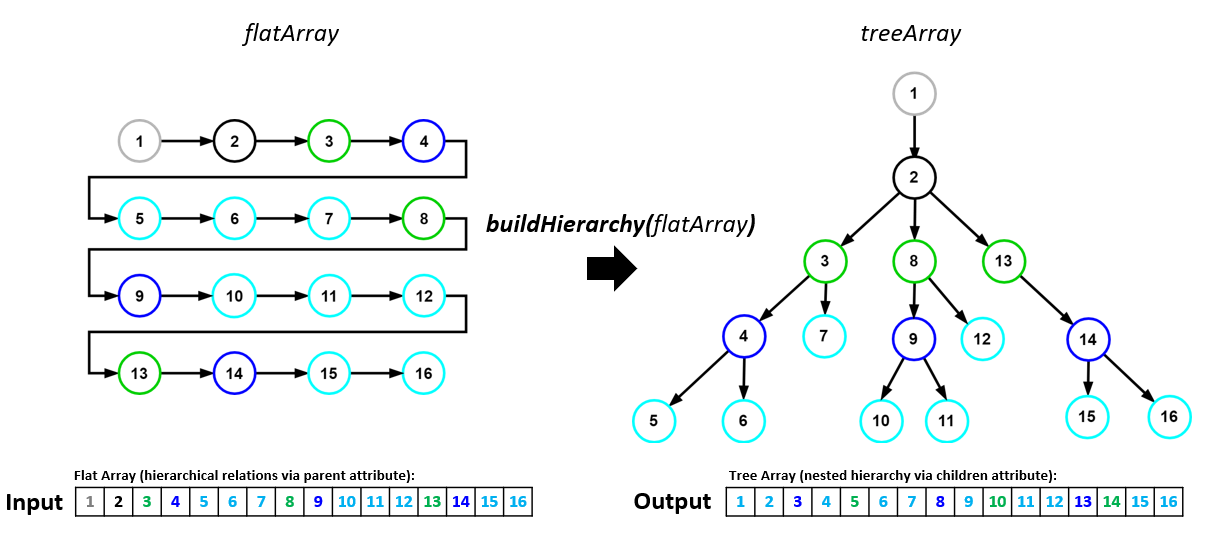 flatArray
treeArray
1
1 2 3 4
2
5 6 7 8
buildHierarchy(flatArray)
3 8 13
9 10 11 12
4 7 9 12 14
13 14 15 16
5 6 10 11 15 16
Flat Array (hierarchical relations via parent attribute):
Tree Array (nested hierarchy via children attribute):
Input 1 2 3 4 5 6 7 8 9 10 11 12 13 14 15 16
Output 1 2 3 4 5 6 7 8 9 10 11 12 13 14 15 16